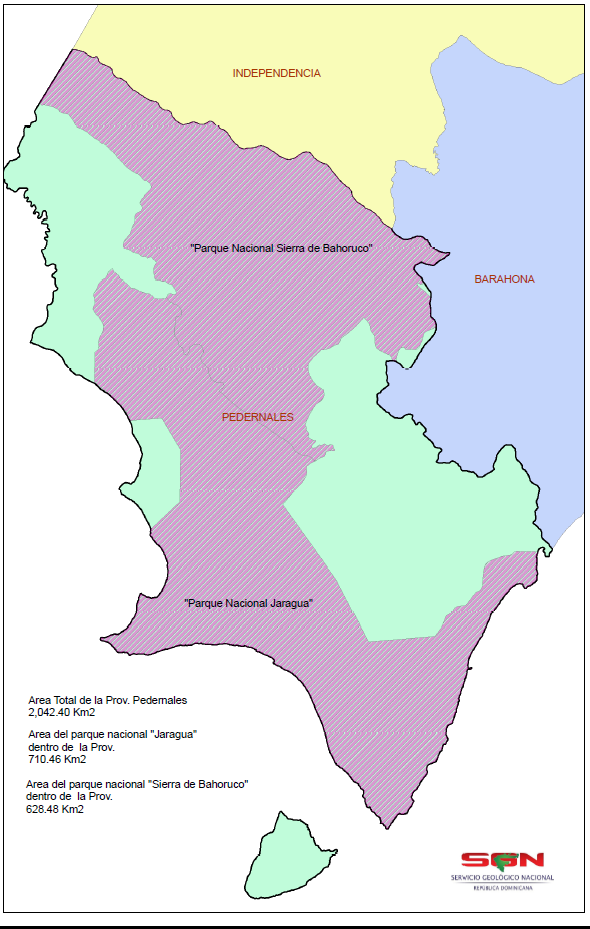 INDEPENDENCIA
"Parque Nacional Sierra de Bahoruco"
BARAHONA
PEDERNALES
"Parque Nacional Jaragua"
Area Total de la Prov. Pedernales
2,042.40 Km2
Area del parque nacional "Jaragua"
dentro de la Prov.
710.46 Km2
Area del parque nacional "Sierra de Bahoruco"
dentro de la Prov.
628.48 Km2
SGN
SERVICIO GEOLÓGICO NACIONAL
REPÚBLICA DOMINICANA